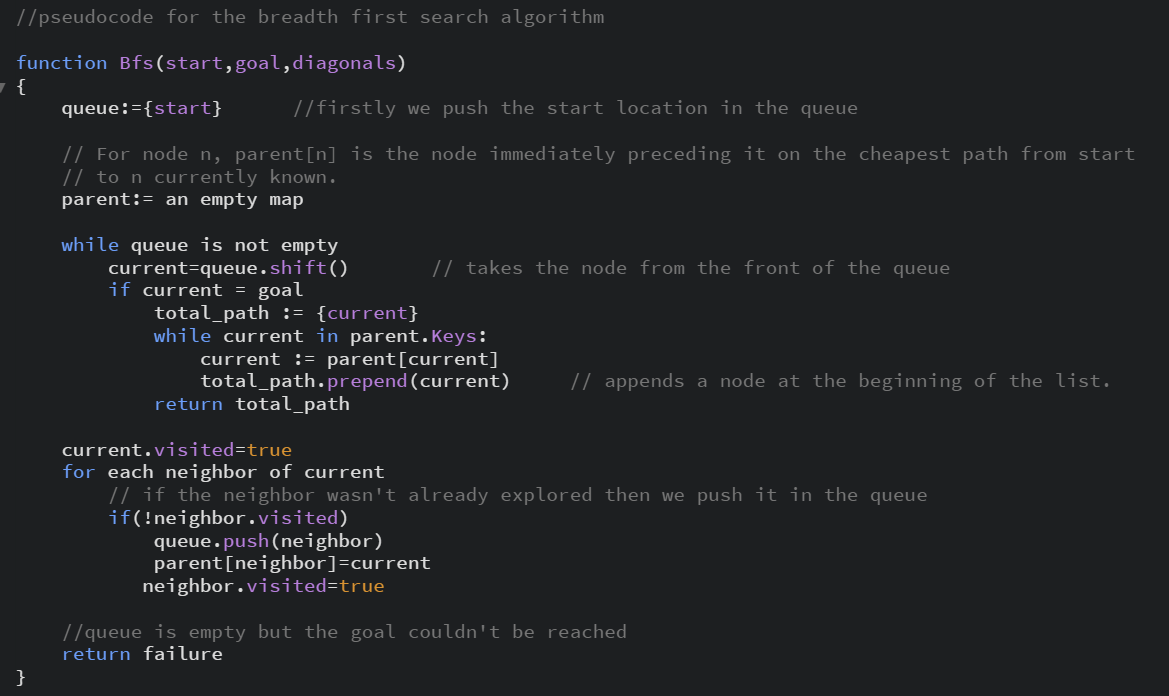 //pseudocode for the breadth first search algorithm

function Bfs(start,goal,diagonals)
{
    queue:={start}      //firstly we push the start location in the queue

    // For node n, parent[n] is the node immediately preceding it on the cheapest path from start
    // to n currently known.
    parent:= an empty map

    while queue is not empty
        current=queue.shift()       // takes the node from the front of the queue
        if current = goal
            total_path := {current}
            while current in parent.Keys:
                current := parent[current]
                total_path.prepend(current)     // appends a node at the beginning of the list.
            return total_path

    current.visited=true
    for each neighbor of current
        // if the neighbor wasn't already explored then we push it in the queue
        if(!neighbor.visited)
            queue.push(neighbor)
            parent[neighbor]=current
           neighbor.visited=true

    //queue is empty but the goal couldn't be reached
    return failure
}